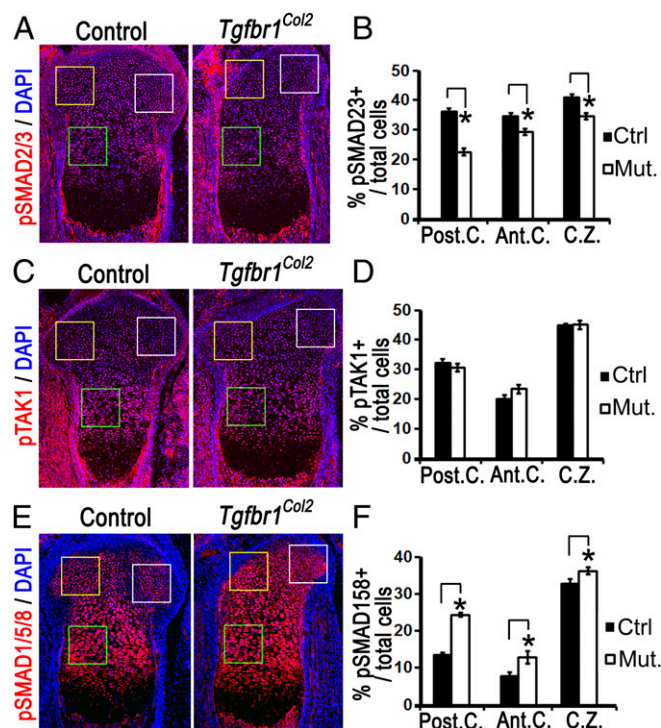 A
Control
Tgfbr1Col2
pSMAD2/3 / DAPI
B
% pSMAD23+
/ total cells
50
40
30
20
10
0
Post.C.
Ant.C.
C.Z.
*
*
*
Ctrl
Mut.
C
Control
Tgfbr1Col2
pTAK1 / DAPI
D
% pTAK1+
/ total cells
50
40
30
20
10
0
Post.C.
Ant.C.
C.Z.
Ctrl
Mut.
E
Control
Tgfbr1Col2
pSMAD1/5/8 / DAPI
F
% pSMAD158+
/ total cells
40
30
20
10
0
Post.C.
Ant.C.
C.Z.
*
*
*
Ctrl
Mut.